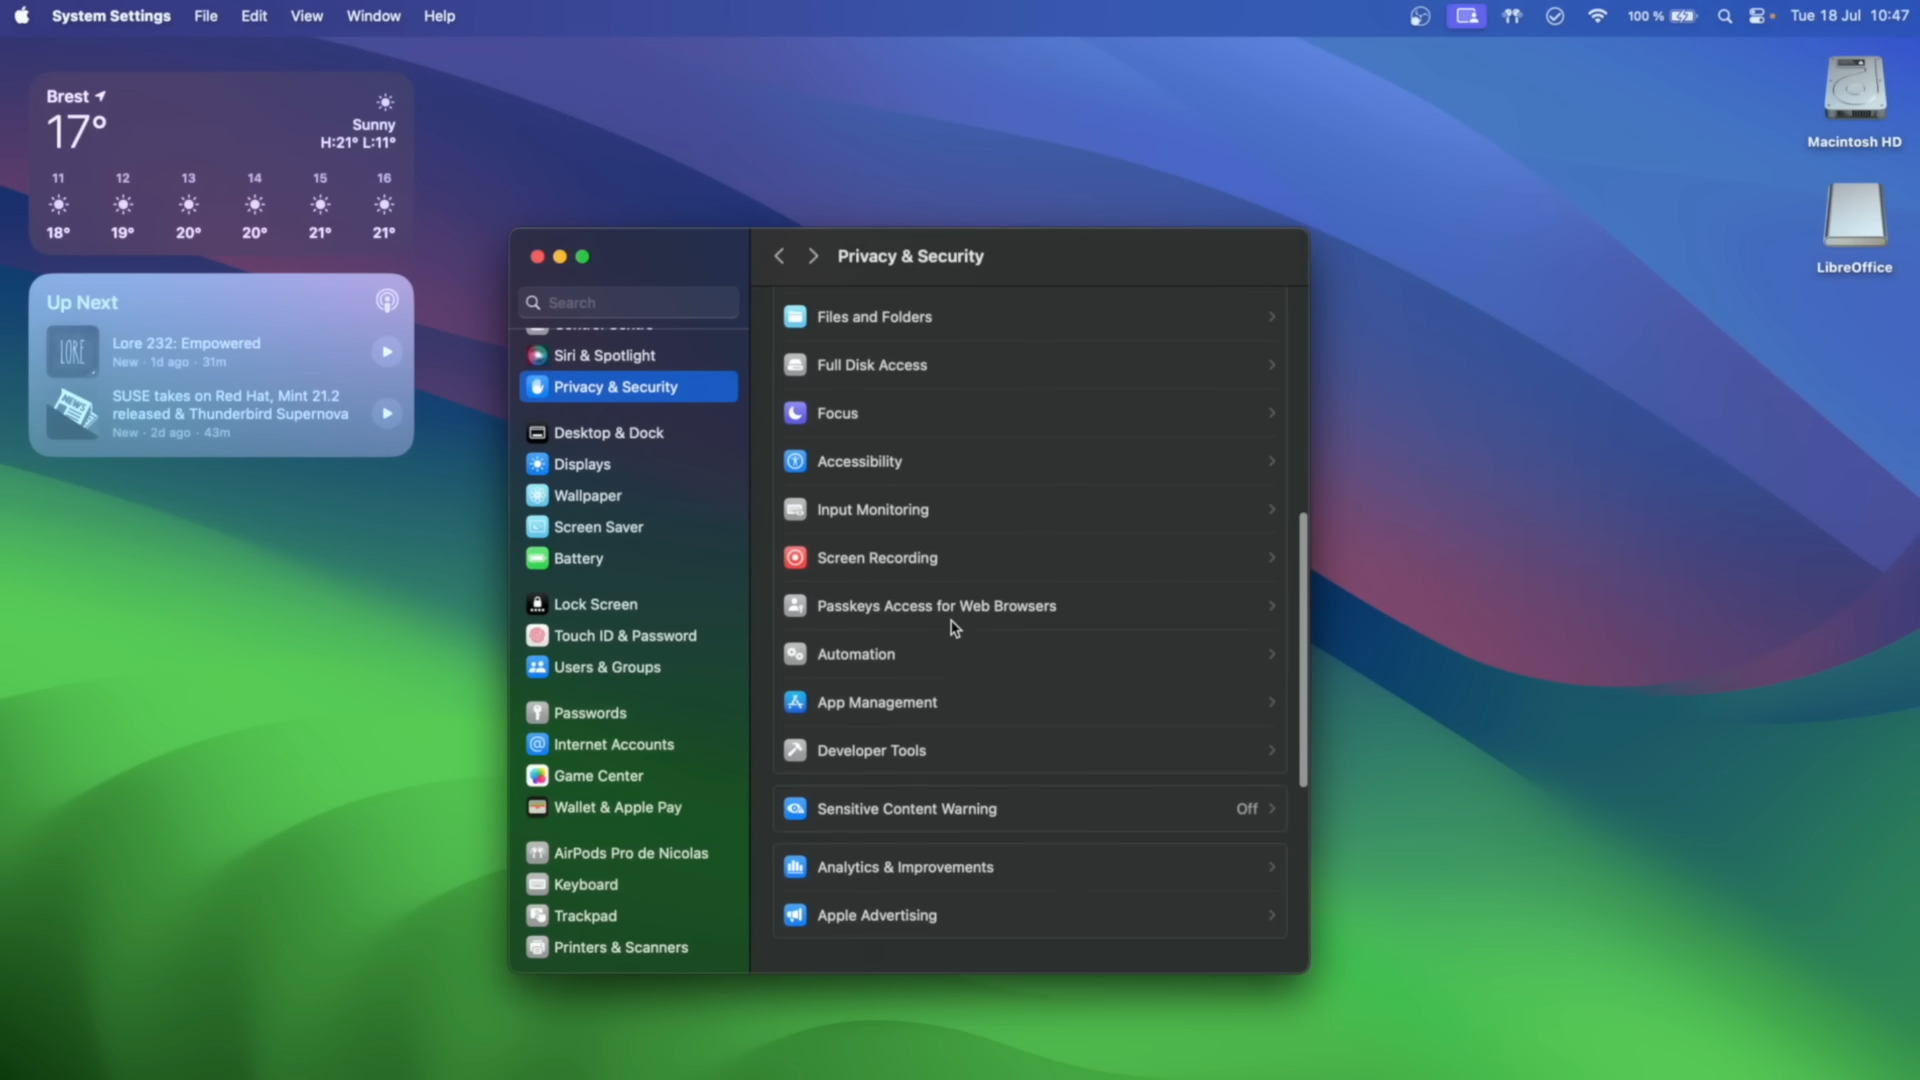 System Settings File Edit View Window Help
100 % Tue 18 Jul 10:47
Brest
17°
Sunny
H:21° L:11°
11 12 13 14 15 16
18° 19° 20° 20° 21° 21°
Up Next
LORE
Lore 232: Empowered
New · 1d ago · 31m
SUSE takes on Red Hat, Mint 21.2
released & Thunderbird Supernova
New · 2d ago · 43m
Macintosh HD
LibreOffice
Search
Siri & Spotlight
Privacy & Security
Desktop & Dock
Displays
Wallpaper
Screen Saver
Battery
Lock Screen
Touch ID & Password
Users & Groups
Passwords
Internet Accounts
Game Center
Wallet & Apple Pay
AirPods Pro de Nicolas
Keyboard
Trackpad
Printers & Scanners
Privacy & Security
Files and Folders
Full Disk Access
Focus
Accessibility
Input Monitoring
Screen Recording
Passkeys Access for Web Browsers
Automation
App Management
Developer Tools
Sensitive Content Warning Off
Analytics & Improvements
Apple Advertising